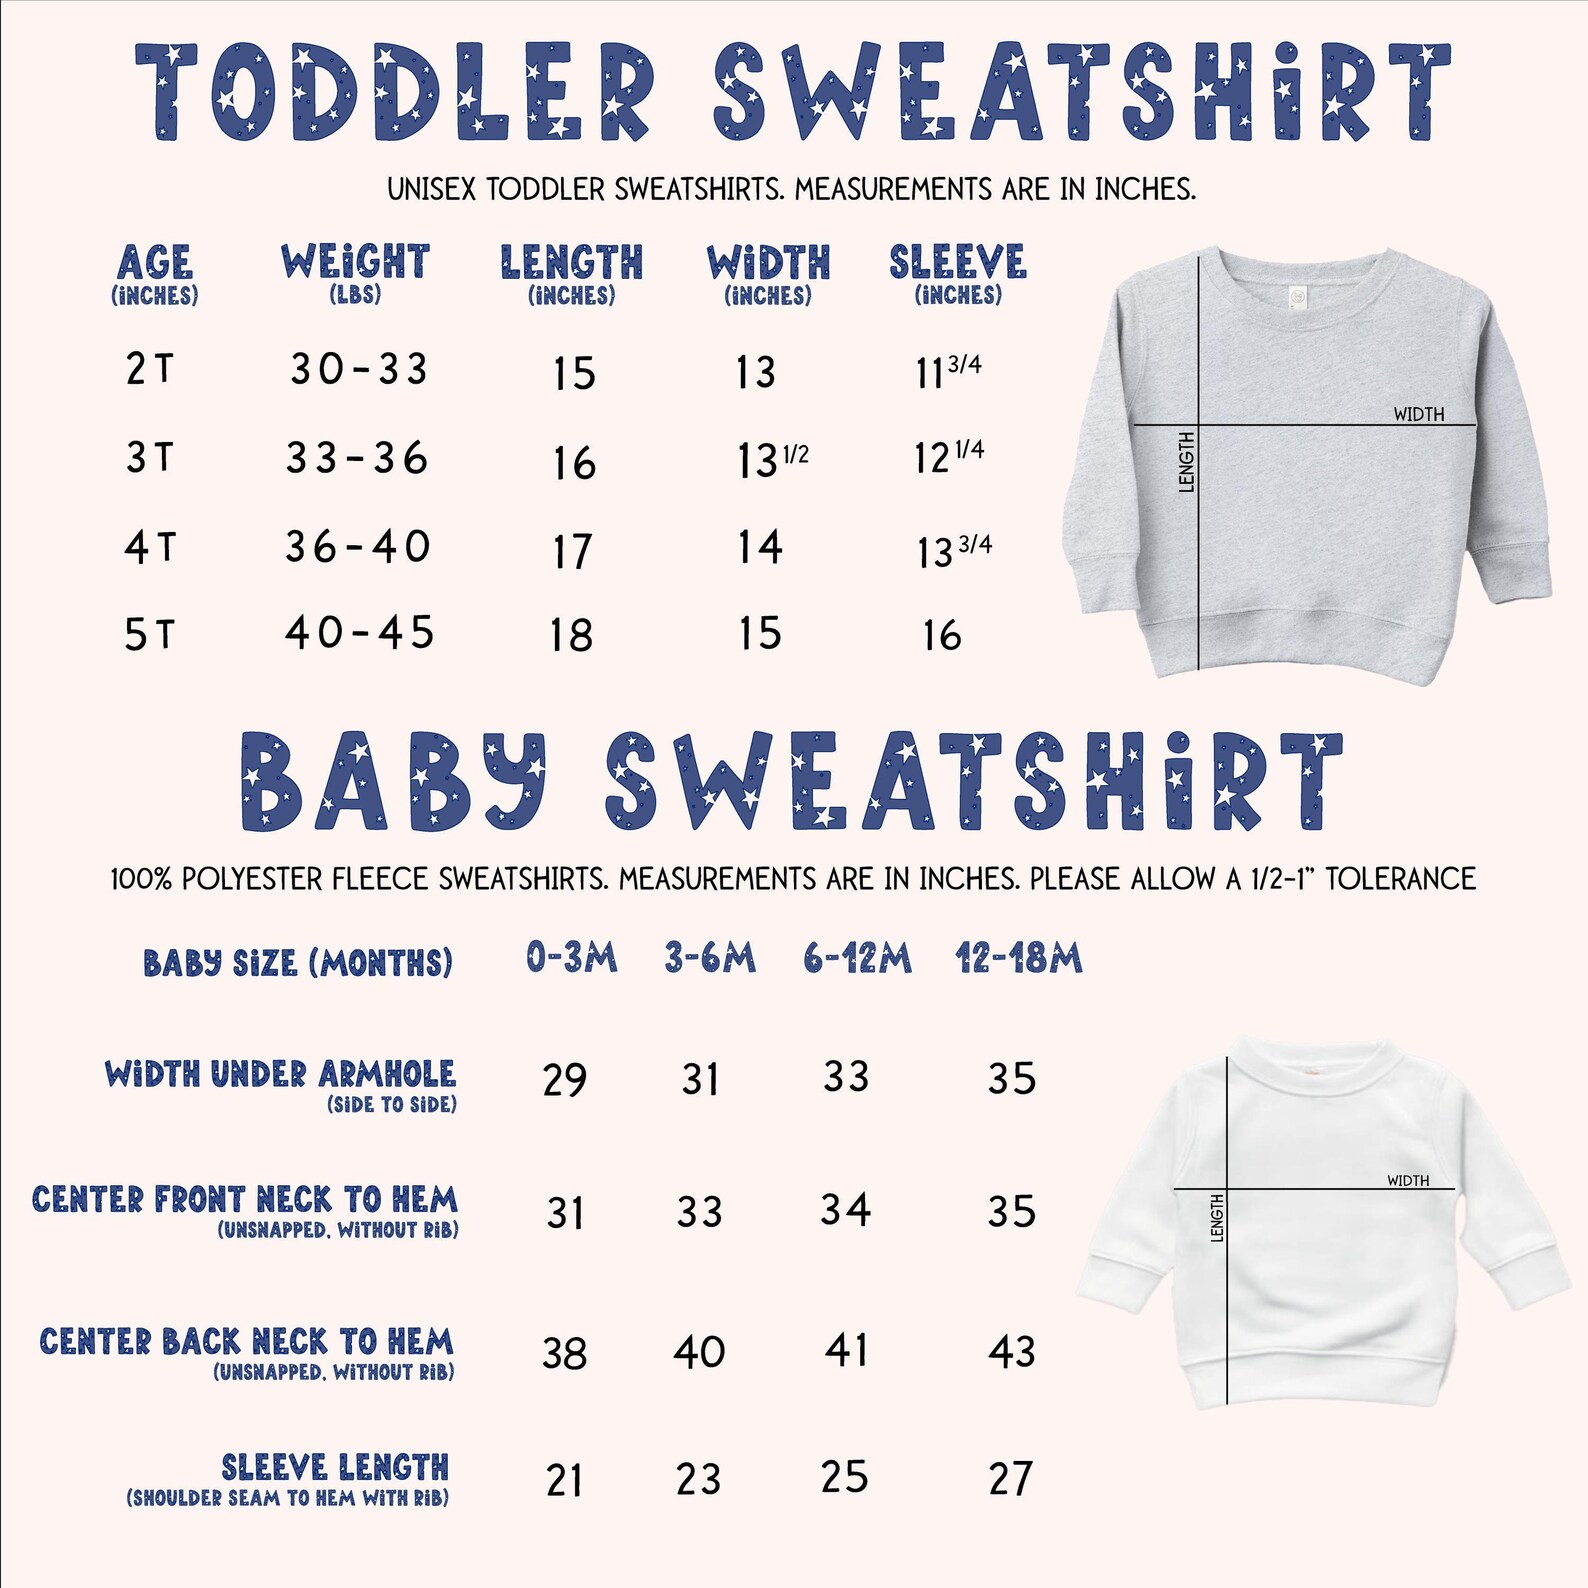 TODDLER SWEATSHiRT
UNISEX TODDLER SWEATSHIRTS. MEASUREMENTS ARE IN INCHES.
AGE WEiGHT LENGTH WiDTH SLEEVE
(iNCHES) (LBS) (iNCHES) (iNCHES) (iNCHES)
2T 30-33 15 13 11 3/4
3T 33-36 16 13 1/2 12 1/4
4T 36-40 17 14 13 3/4
5T 40-45 18 15 16
WIDTH
LENGTH
BABY SWEATSHiRT
100% POLYESTER FLEECE SWEATSHIRTS. MEASUREMENTS ARE IN INCHES. PLEASE ALLOW A 1/2-1" TOLERANCE
BABY SiZE (MONTHS) 0-3M 3-6M 6-12M 12-18M
WiDTH UNDER ARMHOLE 29 31 33 35
(SiDE TO SiDE)
CENTER FRONT NECK TO HEM 31 33 34 35
(UNSNAPPED, WiTHOUT RiB)
CENTER BACK NECK TO HEM 38 40 41 43
(UNSNAPPED, WiTHOUT RiB)
SLEEVE LENGTH 21 23 25 27
(SHOULDER SEAM TO HEM WiTH RiB)
WIDTH
LENGTH